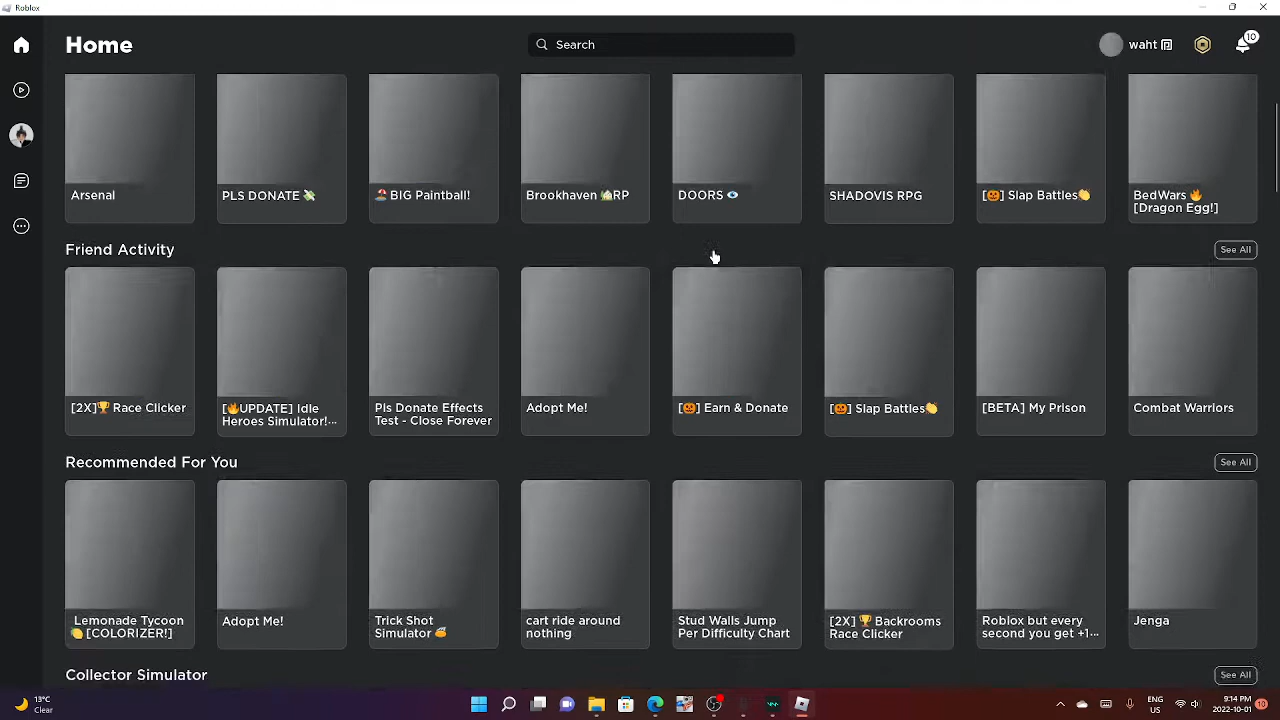 Roblox
Home
Search
waht
10
Arsenal
PLS DONATE 💸
🏖️ BIG Paintball!
Brookhaven 🏡RP
DOORS 👁️
SHADOVIS RPG
[🎃] Slap Battles👏
BedWars 🔥
[Dragon Egg!]
Friend Activity
See All
[2X]🏆 Race Clicker
[🔥UPDATE] Idle
Heroes Simulator!...
Pls Donate Effects
Test - Close Forever
Adopt Me!
[🎃] Earn & Donate
[🎃] Slap Battles👏
[BETA] My Prison
Combat Warriors
Recommended For You
See All
Lemonade Tycoon
🍋 [COLORIZER!]
Adopt Me!
Trick Shot
Simulator
cart ride around
nothing
Stud Walls Jump
Per Difficulty Chart
[2X] 🏆 Backrooms
Race Clicker
Roblox but every
second you get +1...
Jenga
Collector Simulator
See All
13°C
Clear
ENG
US
9:14 PM
2022-10-01
10